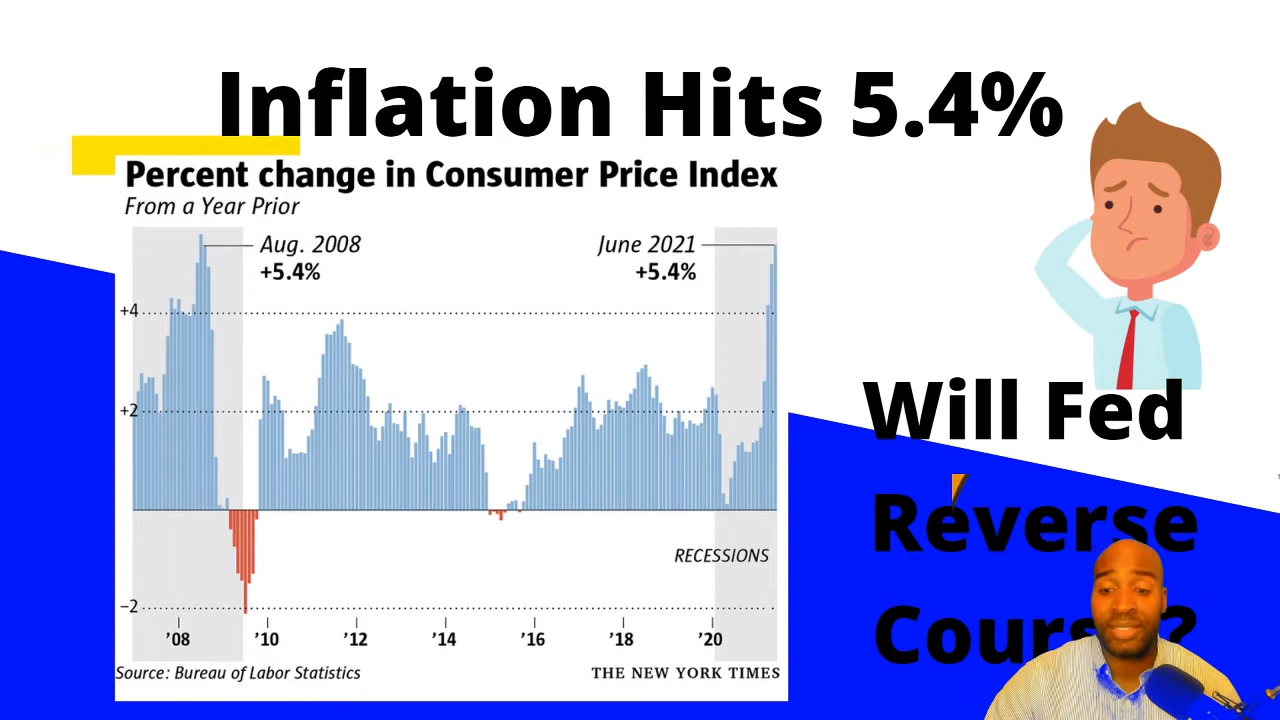 Inflation Hits 5.4%
Percent change in Consumer Price Index
From a Year Prior
Aug. 2008
+5.4%
June 2021
+5.4%
+4
+2
−2
RECESSIONS
’08 ’10 ’12 ’14 ’16 ’18 ’20
Source: Bureau of Labor Statistics
THE NEW YORK TIMES
Will Fed
Reverse
Course?